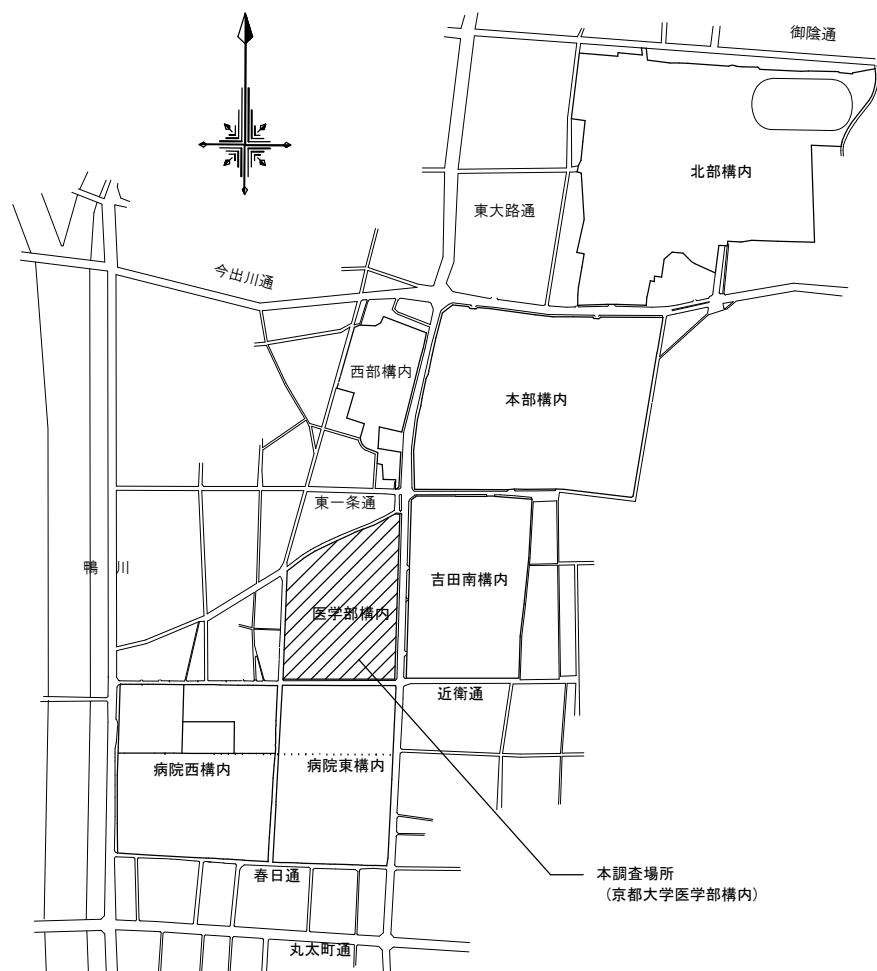 御陰通
北部構内
東大路通
今出川通
西部構内
本部構内
東一条通
鴨 川
吉田南構内
医学部構内
近衛通
病院西構内
病院東構内
春日通
本調査場所
(京都大学医学部構内)
丸太町通